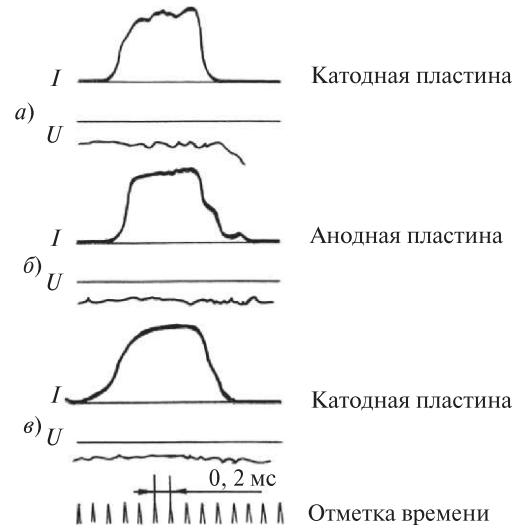 I Катодная пластина
а) U
I Анодная пластина
б) U
I Катодная пластина
в) U
0, 2 мс
Отметка времени